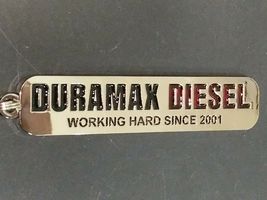 DURAMAX DIESEL
WORKING HARD SINCE 2001